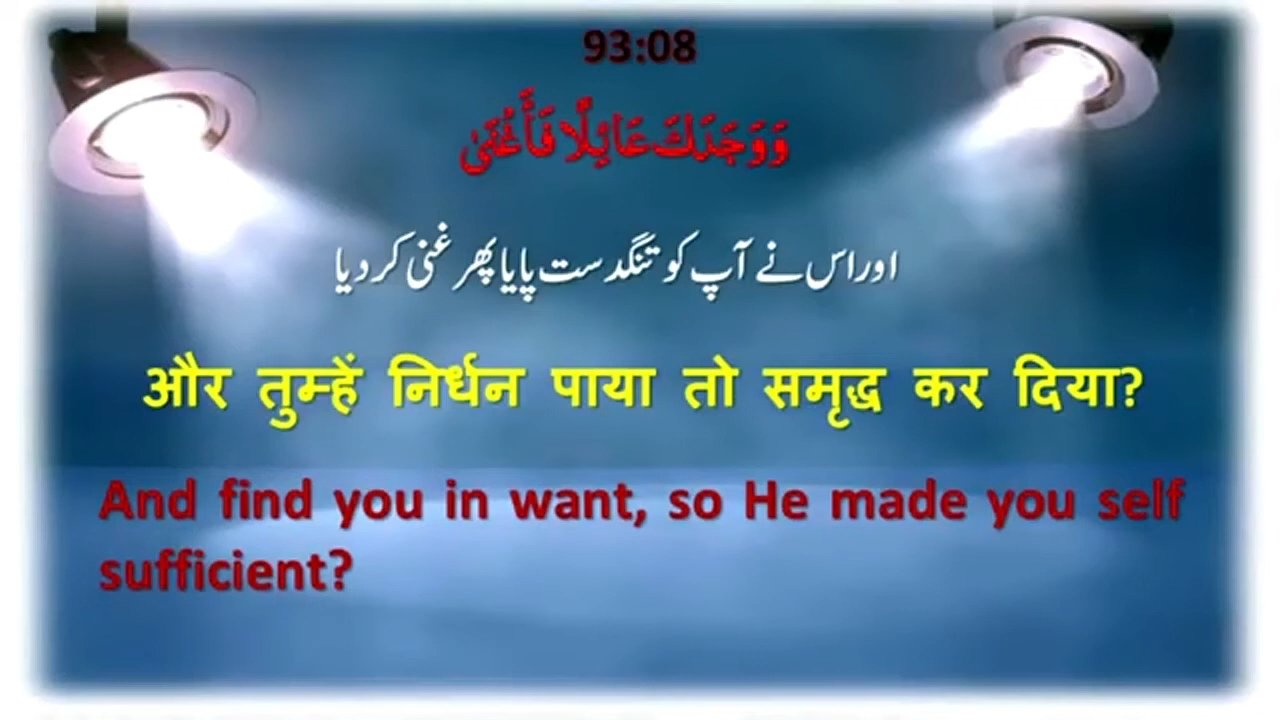 93:08
وَوَجَدَكَ عَائِلًا فَأَغْنَىٰ
اور اس نے آپ کو تنگدست پایا پھر غنی کر دیا
और तुम्हें निर्धन पाया तो समृद्ध कर दिया?
And find you in want, so He made you self
sufficient?